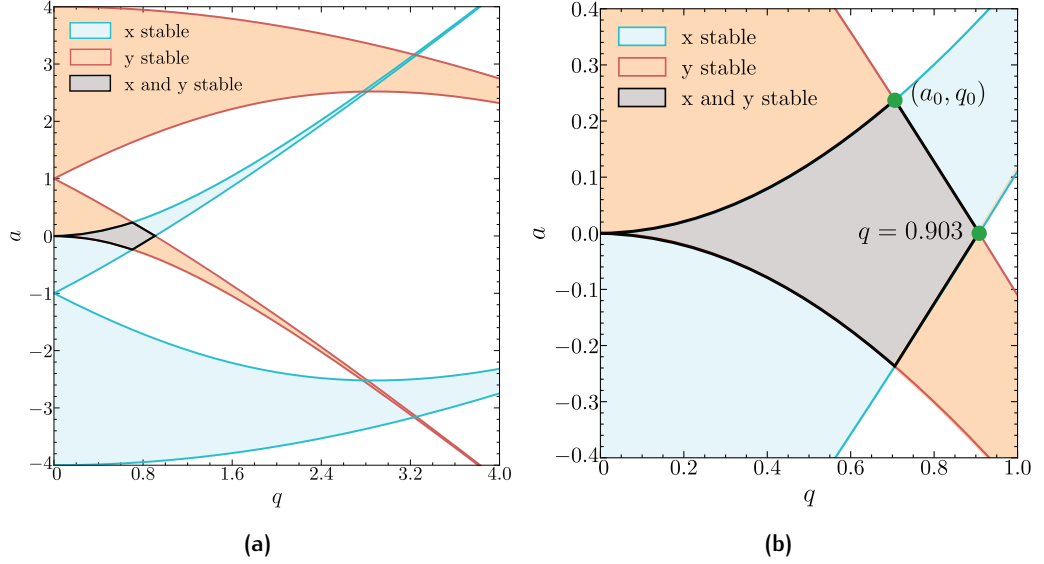 x stable
y stable
x and y stable
4
3
2
1
0
−1
−2
−3
−4
a
0
0.8
1.6
2.4
3.2
4.0
q
(a)
x stable
y stable
x and y stable
(a₀, q₀)
q = 0.903
0.4
0.3
0.2
0.1
0.0
−0.1
−0.2
−0.3
−0.4
a
0.0
0.2
0.4
0.6
0.8
1.0
q
(b)